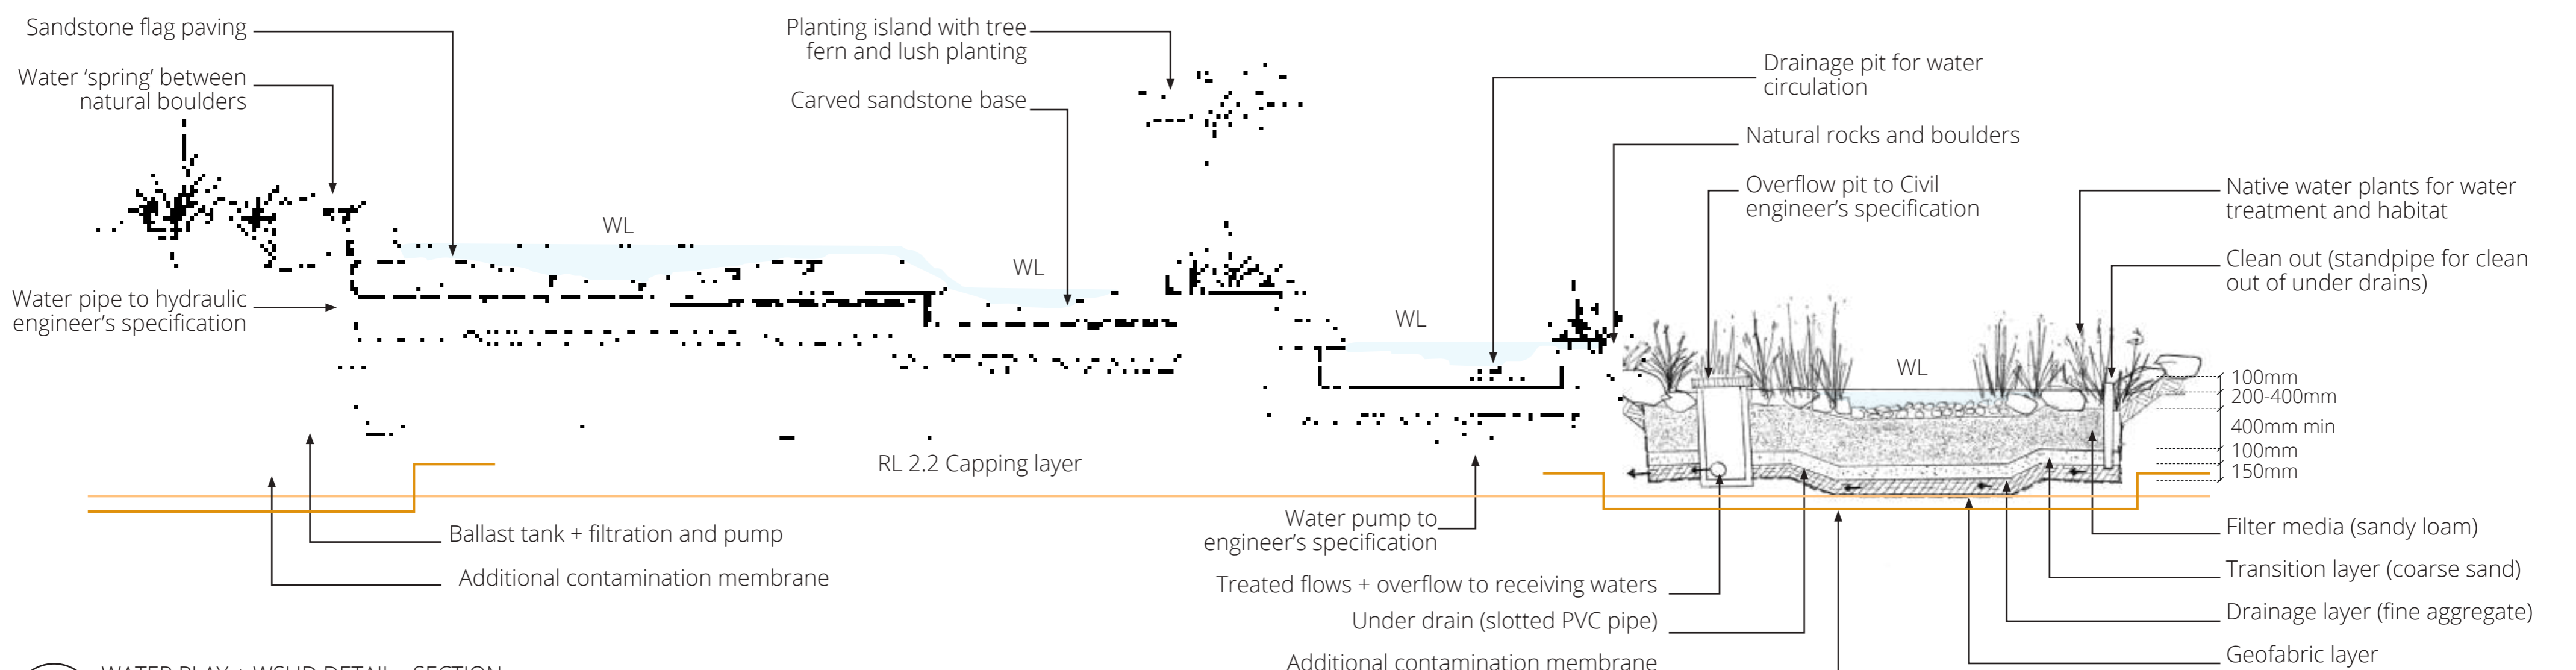 Sandstone flag paving
Water ‘spring’ between
natural boulders
Water pipe to hydraulic
engineer’s specification
Planting island with tree
fern and lush planting
Carved sandstone base
WL
WL
WL
WL
Drainage pit for water
circulation
Natural rocks and boulders
Overflow pit to Civil
engineer’s specification
Native water plants for water
treatment and habitat
Clean out (standpipe for clean
out of under drains)
100mm
200-400mm
400mm min
100mm
150mm
RL 2.2 Capping layer
Ballast tank + filtration and pump
Additional contamination membrane
Water pump to
engineer’s specification
Treated flows + overflow to receiving waters
Under drain (slotted PVC pipe)
Additional contamination membrane
Filter media (sandy loam)
Transition layer (coarse sand)
Drainage layer (fine aggregate)
Geofabric layer
WATER PLAY + WSUD DETAIL - SECTION